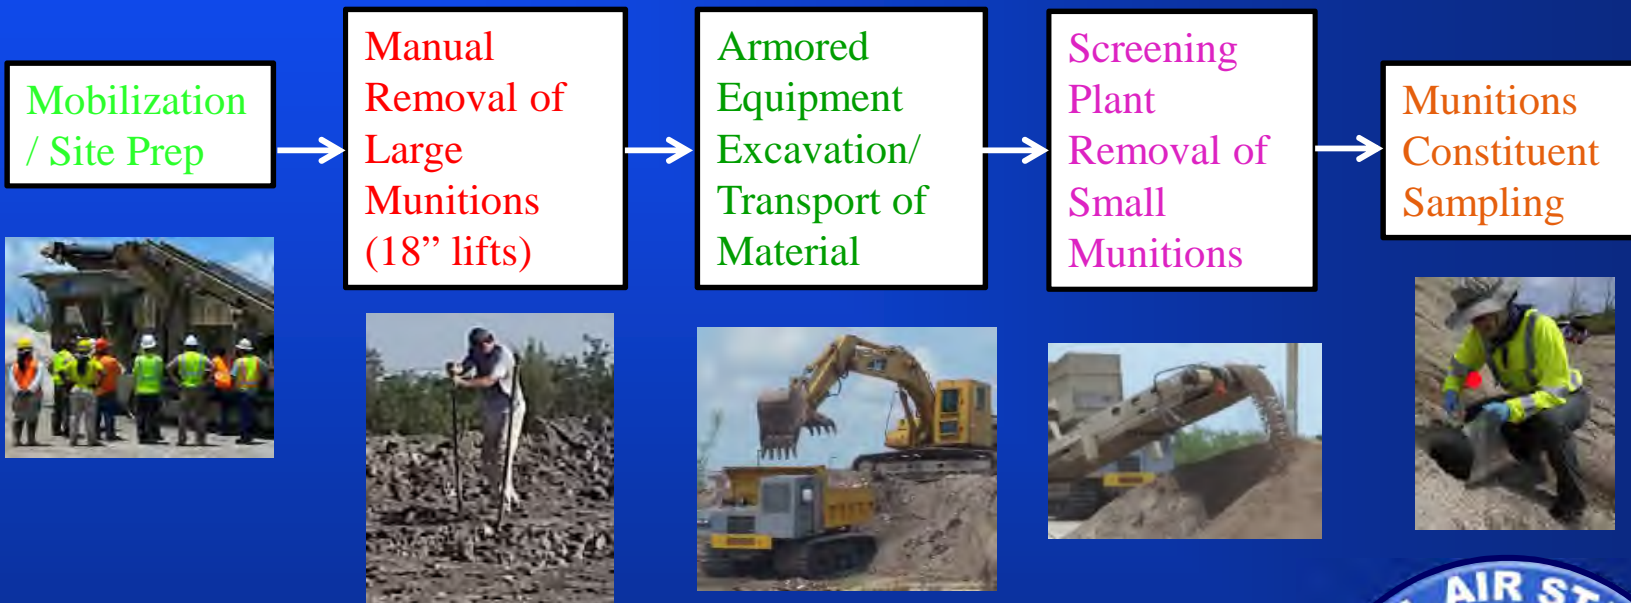 Mobilization
/ Site Prep
Manual
Removal of
Large
Munitions
(18” lifts)
Armored
Equipment
Excavation/
Transport of
Material
Screening
Plant
Removal of
Small
Munitions
Munitions
Constituent
Sampling
AIR